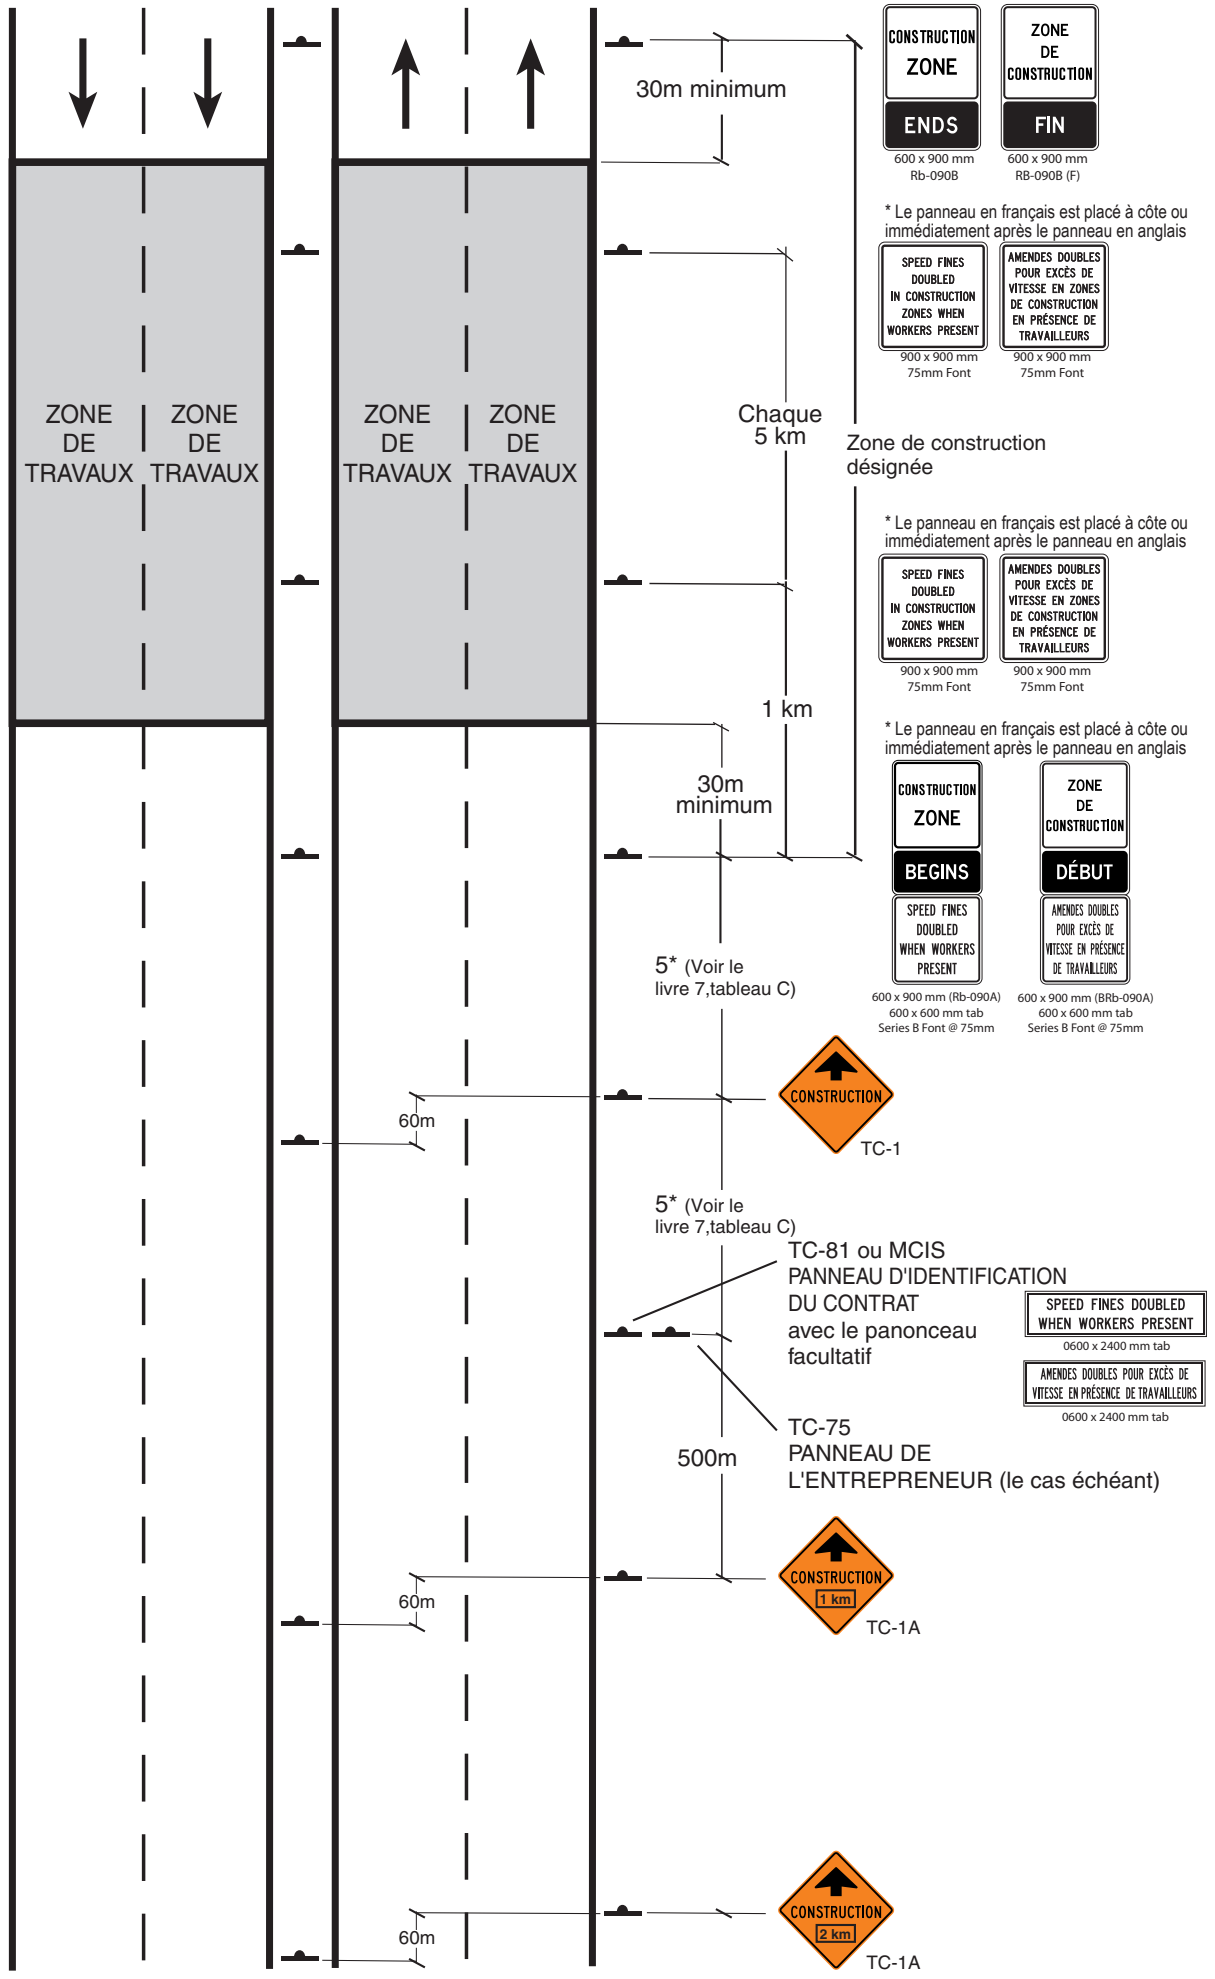 CONSTRUCTION
ZONE
ENDS
600 x 900 mm
Rb-090B
ZONE
DE
CONSTRUCTION
FIN
600 x 900 mm
RB-090B (F)
30m minimum
* Le panneau en français est placé à côte ou
immédiatement après le panneau en anglais
SPEED FINES
DOUBLED
IN CONSTRUCTION
ZONES WHEN
WORKERS PRESENT
900 x 900 mm
75mm Font
AMENDES DOUBLES
POUR EXCÈS DE
VITESSE EN ZONES
DE CONSTRUCTION
EN PRÉSENCE DE
TRAVAILLEURS
900 x 900 mm
75mm Font
ZONE
DE
TRAVAUX
ZONE
DE
TRAVAUX
ZONE
DE
TRAVAUX
ZONE
DE
TRAVAUX
Chaque
5 km
Zone de construction
désignée
* Le panneau en français est placé à côte ou
immédiatement après le panneau en anglais
SPEED FINES
DOUBLED
IN CONSTRUCTION
ZONES WHEN
WORKERS PRESENT
900 x 900 mm
75mm Font
AMENDES DOUBLES
POUR EXCÈS DE
VITESSE EN ZONES
DE CONSTRUCTION
EN PRÉSENCE DE
TRAVAILLEURS
900 x 900 mm
75mm Font
1 km
* Le panneau en français est placé à côte ou
immédiatement après le panneau en anglais
30m
minimum
CONSTRUCTION
ZONE
BEGINS
SPEED FINES
DOUBLED
WHEN WORKERS
PRESENT
600 x 900 mm (Rb-090A)
600 x 600 mm tab
Series B Font @ 75mm
ZONE
DE
CONSTRUCTION
DÉBUT
AMENDES DOUBLES
POUR EXCÈS DE
VITESSE EN PRÉSENCE
DE TRAVAILLEURS
600 x 900 mm (BRb-090A)
600 x 600 mm tab
Series B Font @ 75mm
5* (Voir le
livre 7,tableau C)
CONSTRUCTION
TC-1
60m
5* (Voir le
livre 7,tableau C)
TC-81 ou MCIS
PANNEAU D'IDENTIFICATION
DU CONTRAT
avec le panonceau
facultatif
SPEED FINES DOUBLED
WHEN WORKERS PRESENT
0600 x 2400 mm tab
AMENDES DOUBLES POUR EXCÈS DE
VITESSE EN PRÉSENCE DE TRAVAILLEURS
0600 x 2400 mm tab
TC-75
PANNEAU DE
L'ENTREPRENEUR (le cas échéant)
500m
CONSTRUCTION
1 km
TC-1A
60m
CONSTRUCTION
2 km
TC-1A
60m